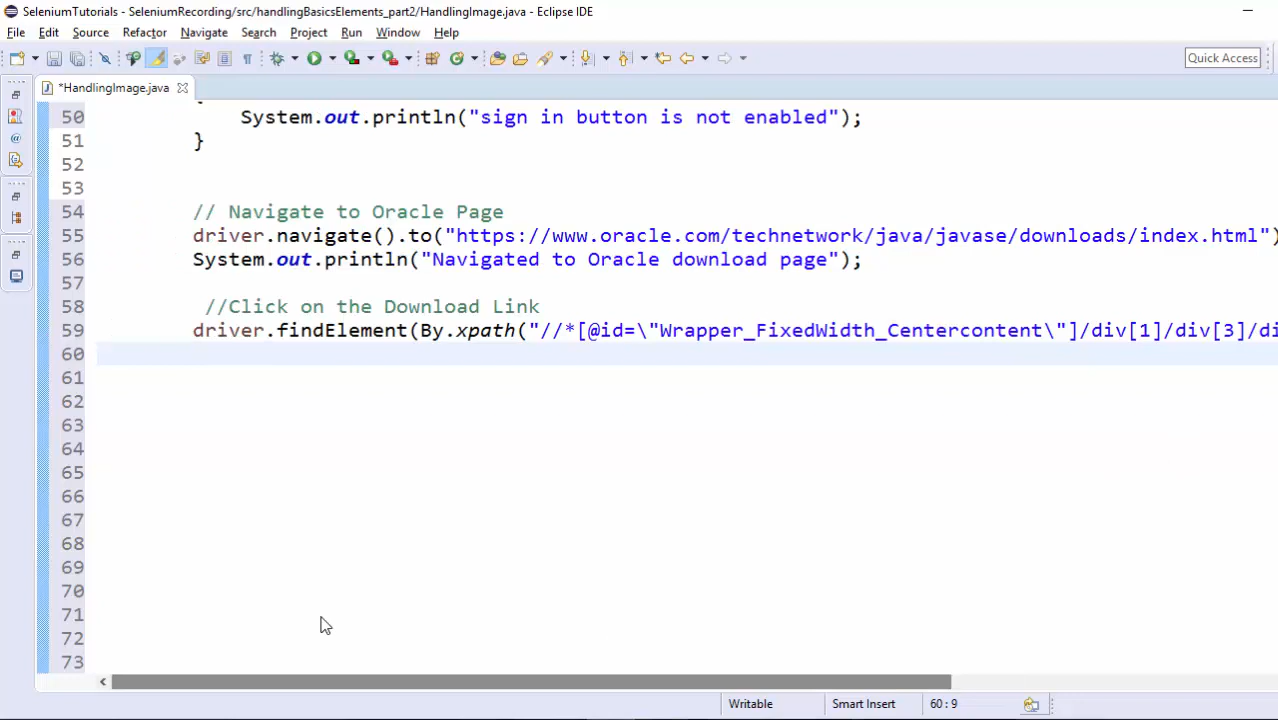 SeleniumTutorials - SeleniumRecording/src/handlingBasicsElements_part2/HandlingImage.java - Eclipse IDE
File Edit Source Refactor Navigate Search Project Run Window Help
Quick Access
*HandlingImage.java
50 System.out.println("sign in button is not enabled");
51 }
52
53
54 // Navigate to Oracle Page
55 driver.navigate().to("https://www.oracle.com/technetwork/java/javase/downloads/index.html")
56 System.out.println("Navigated to Oracle download page");
57
58 //Click on the Download Link
59 driver.findElement(By.xpath("//*[@id=\"Wrapper_FixedWidth_Centercontent\"]/div[1]/div[3]/di
60
61
62
63
64
65
66
67
68
69
70
71
72
73
Writable Smart Insert 60 : 9